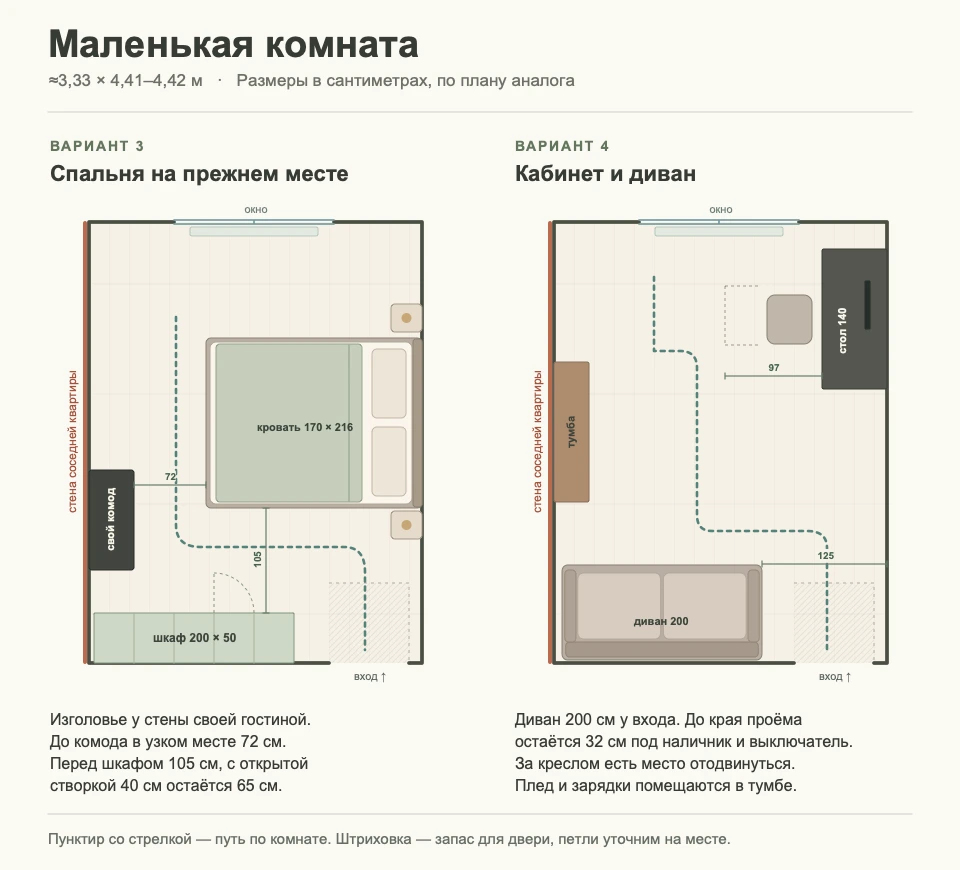 Маленькая комната
≈3,33 × 4,41–4,42 м · Размеры в сантиметрах, по плану аналога
ВАРИАНТ 3
Спальня на прежнем месте
окно
стена соседней квартиры
кровать 170 × 216
72
свой комод
105
шкаф 200 × 50
вход ↑
Изголовье у стены своей гостиной.
До комода в узком месте 72 см.
Перед шкафом 105 см, с открытой
створкой 40 см остаётся 65 см.
ВАРИАНТ 4
Кабинет и диван
окно
стол 140
97
стена соседней квартиры
тумба
125
диван 200
вход ↑
Диван 200 см у входа. До края проёма
остаётся 32 см под наличник и выключатель.
За креслом есть место отодвинуться.
Плед и зарядки помещаются в тумбе.
Пунктир со стрелкой — путь по комнате. Штриховка — запас для двери, петли уточним на месте.